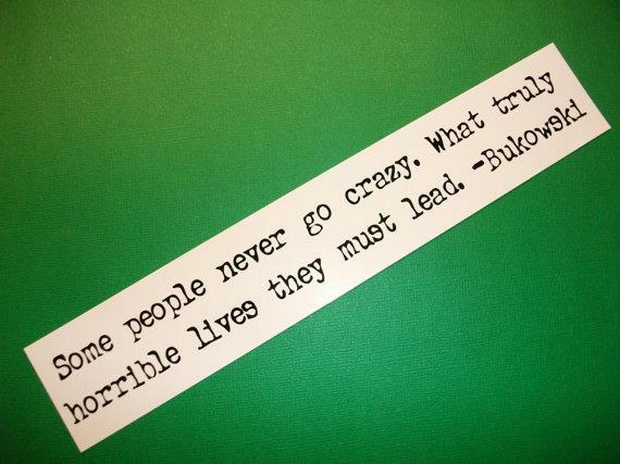 Some people never go crazy. What truly
horrible lives they must lead. -Bukowski